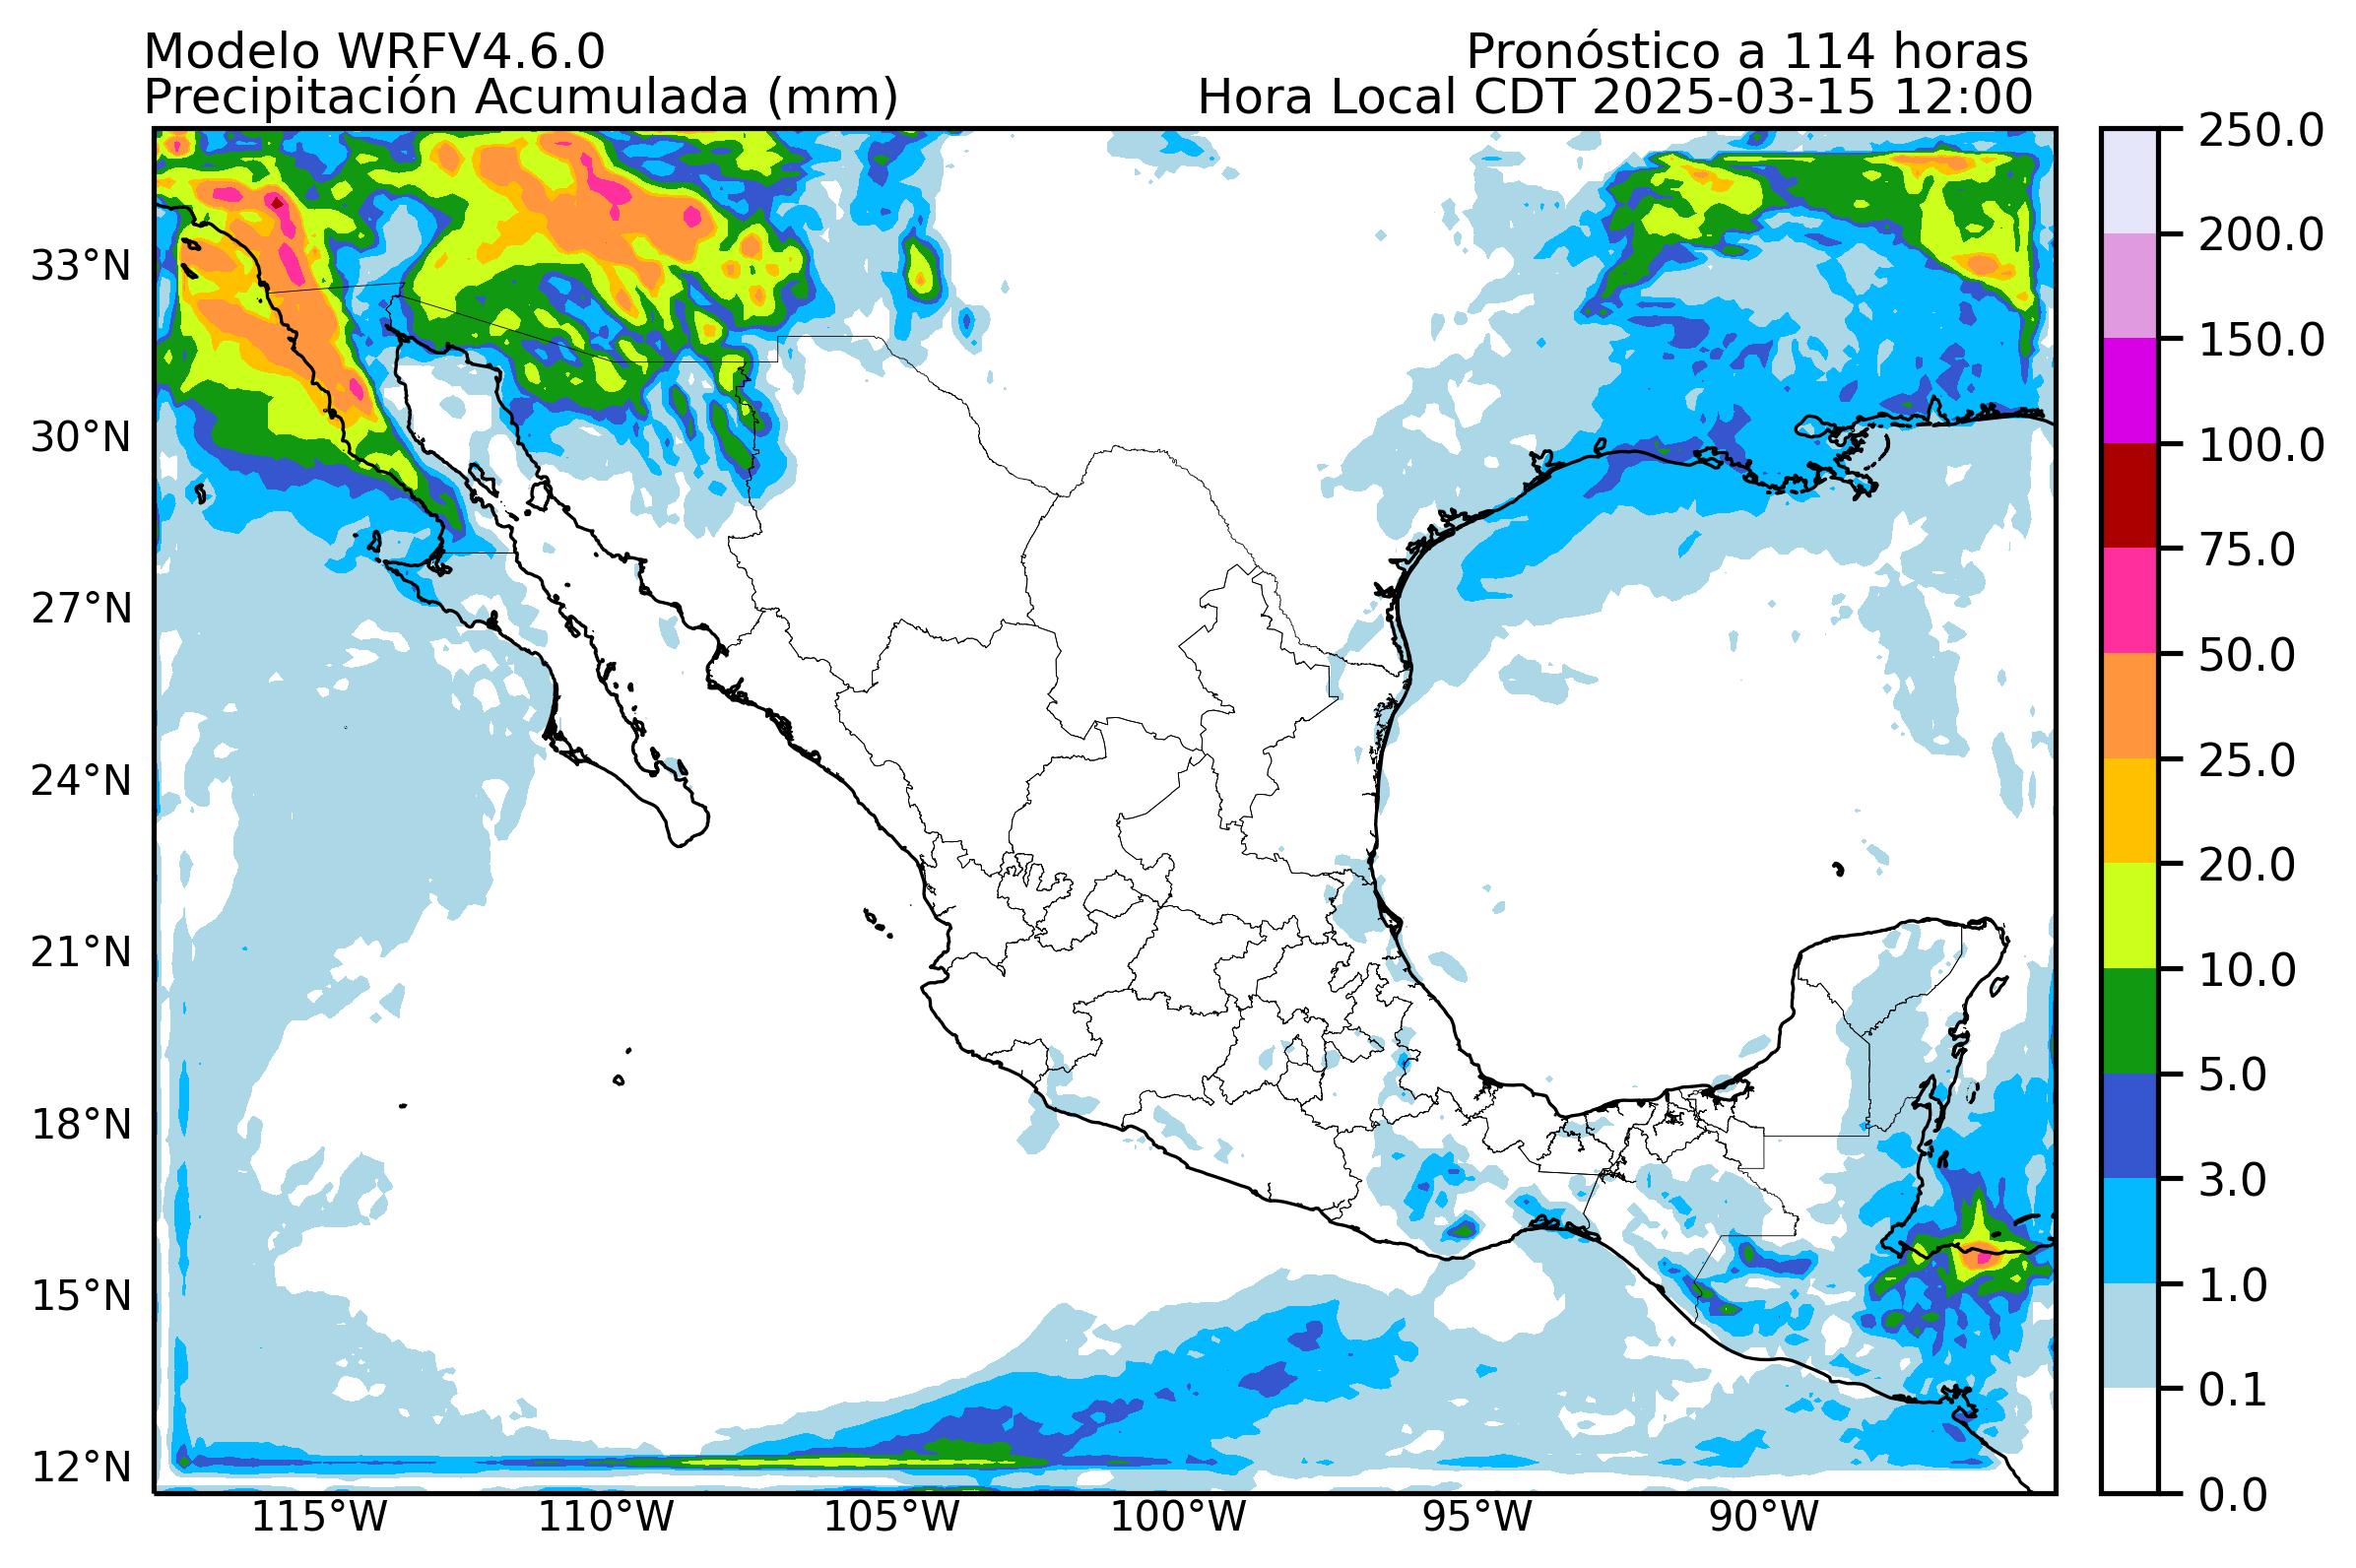 Modelo WRFV4.6.0
Pronóstico a 114 horas
Precipitación Acumulada (mm)
Hora Local CDT 2025-03-15 12:00
33°N
30°N
27°N
24°N
21°N
18°N
15°N
12°N
115°W
110°W
105°W
100°W
95°W
90°W
250.0
200.0
150.0
100.0
75.0
50.0
25.0
20.0
10.0
5.0
3.0
1.0
0.1
0.0